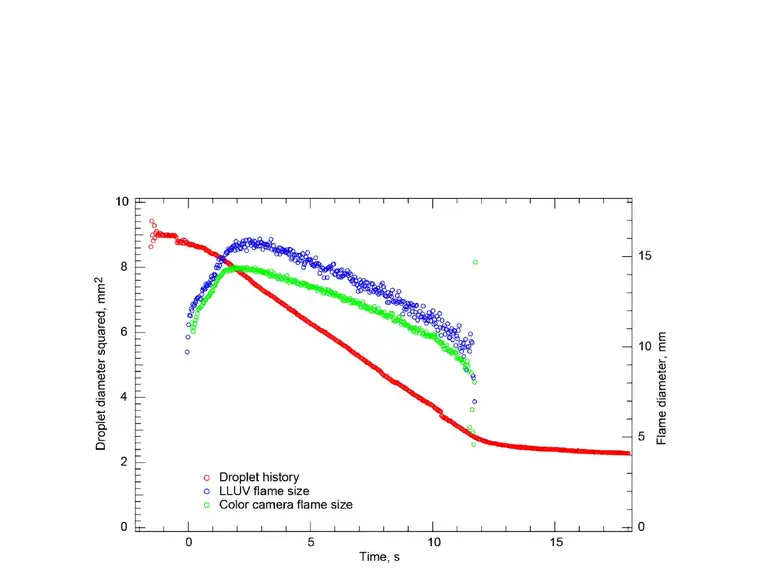 10
8
6
4
2
0
Droplet diameter squared, mm2
15
10
5
0
Flame diameter, mm
Droplet history
LLUV flame size
Color camera flame size
0 5 10 15
Time, s